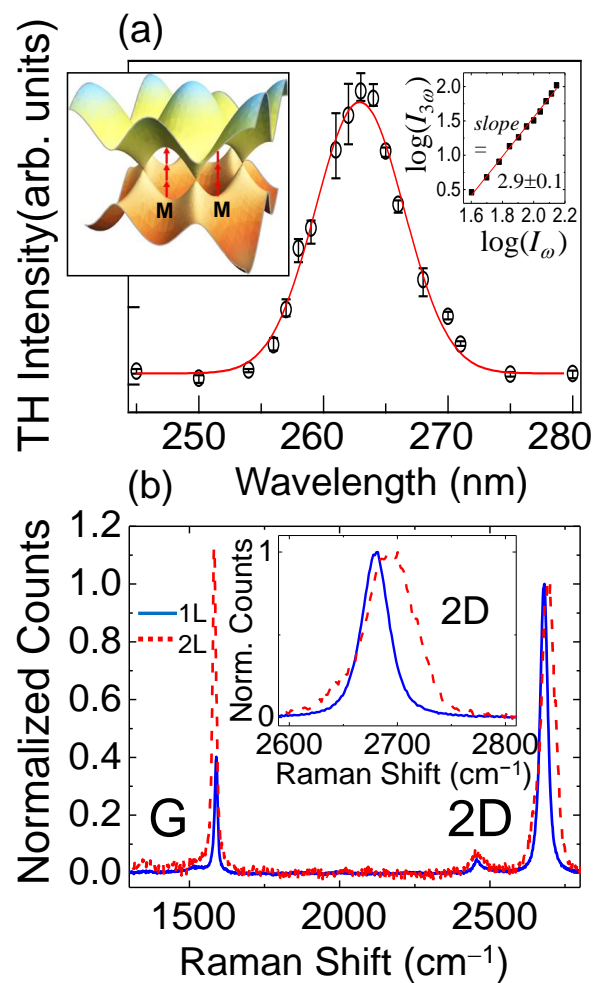 (a)
TH Intensity(arb. units)
M M
log(I3ω)
2.0
1.5
1.0
0.5
slope
=
2.9±0.1
1.6 1.8 2.0 2.2
log(Iω)
250 260 270 280
Wavelength (nm)
(b)
Normalized Counts
1.2
1.0
0.8
0.6
0.4
0.2
0.0
1L
2L
G
2D
Norm. Counts
1
0
2D
2600 2700 2800
Raman Shift (cm⁻¹)
1500 2000 2500
Raman Shift (cm⁻¹)